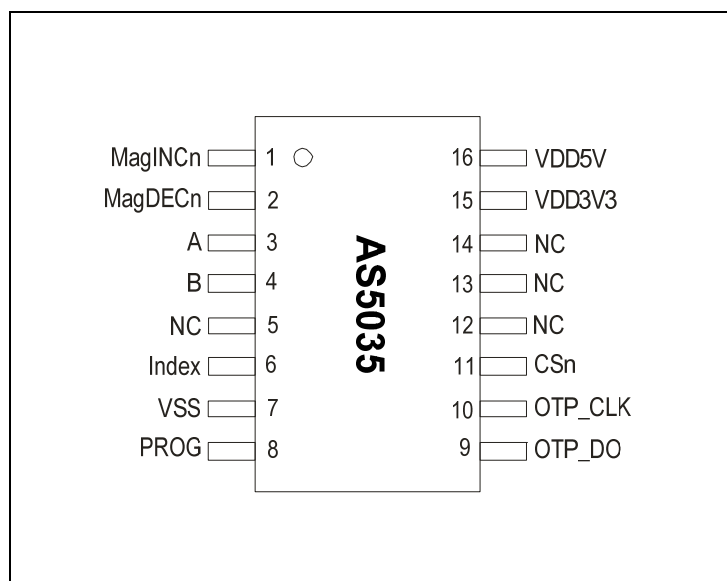 MagINCn 1 16 VDD5V
MagDECn 2 15 VDD3V3
A 3 14 NC
B 4 13 NC
NC 5 12 NC
Index 6 11 CSn
VSS 7 10 OTP_CLK
PROG 8 9 OTP_DO
AS5035